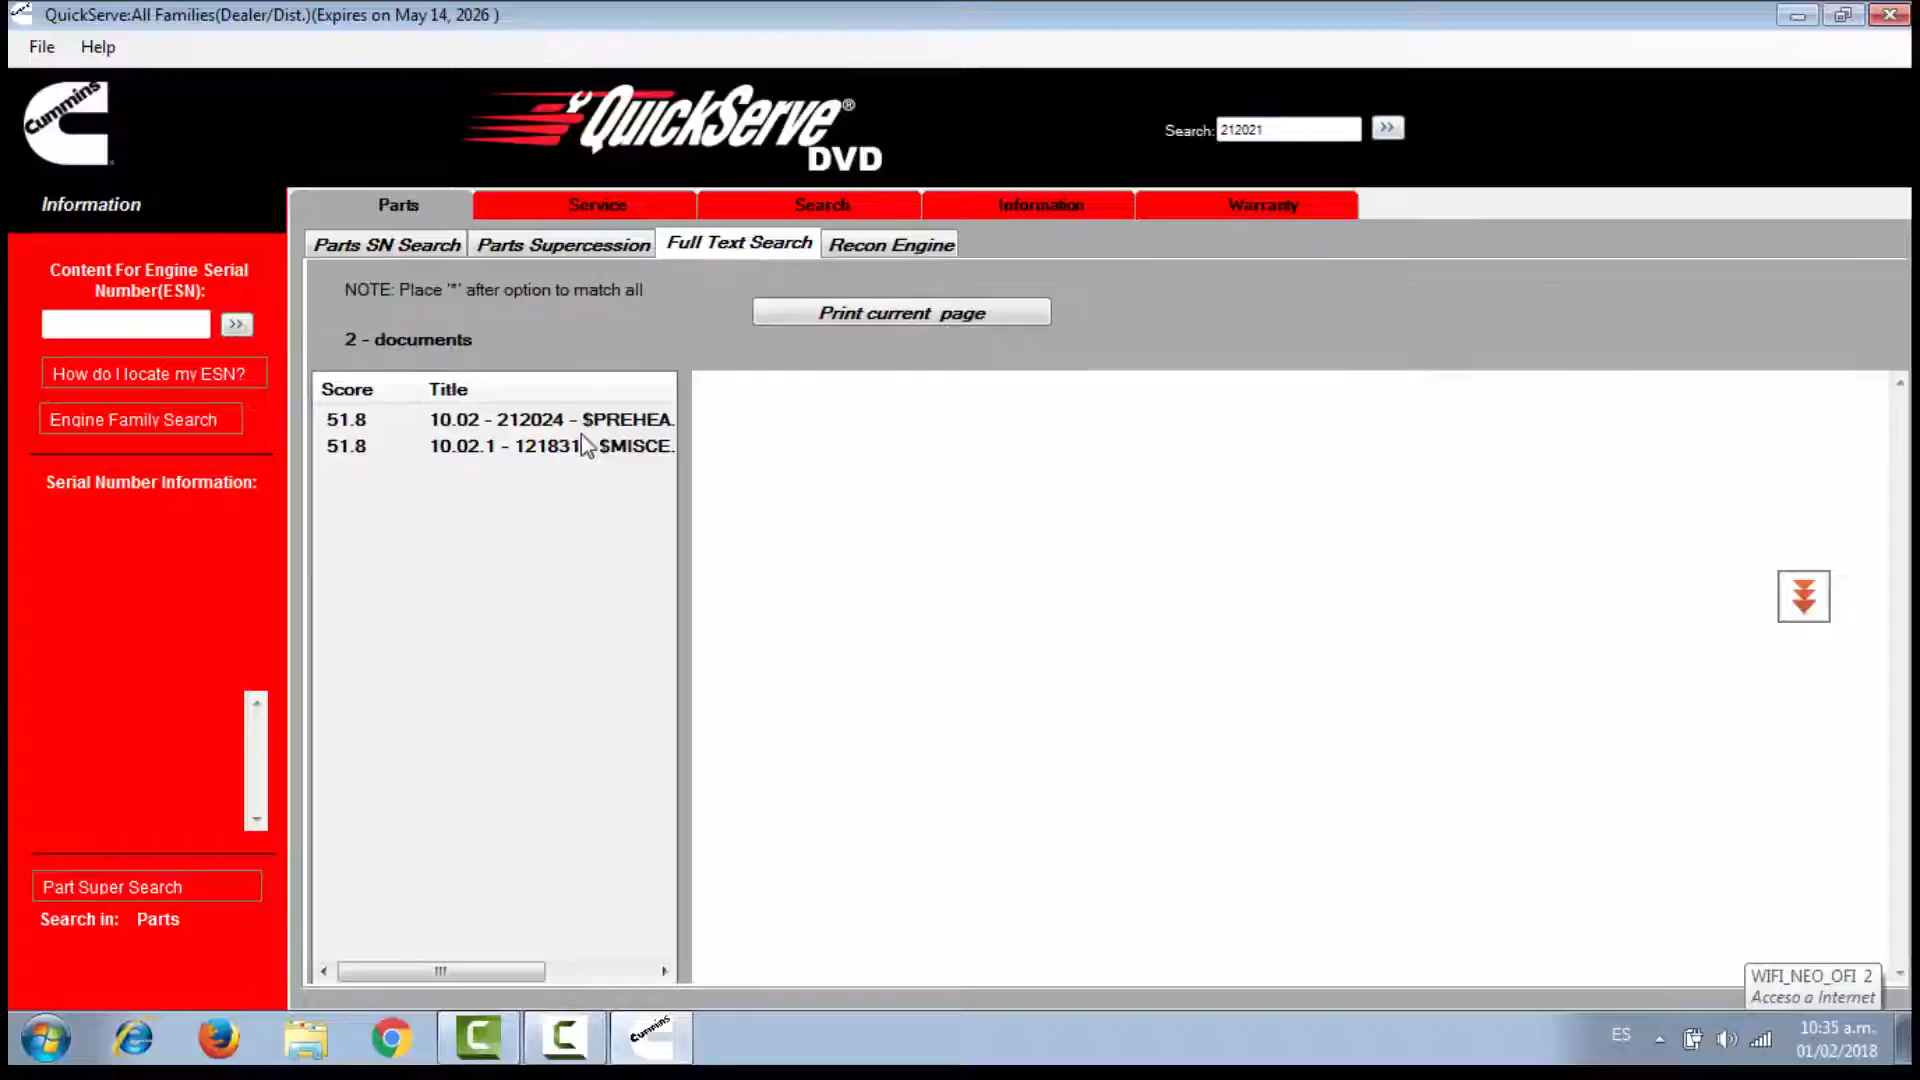 QuickServe:All Families(Dealer/Dist.)(Expires on May 14, 2026 )
File Help
Cummins
QuickServe®
DVD
Search: 212021 >>
Information
Parts Service Search Information Warranty
Parts SN Search Parts Supercession Full Text Search Recon Engine
Content For Engine Serial
Number(ESN):
>>
How do I locate my ESN?
Engine Family Search
Serial Number Information:
Part Super Search
Search in: Parts
NOTE: Place '*' after option to match all
Print current page
2 - documents
Score Title
51.8 10.02 - 212024 - $PREHEA.
51.8 10.02.1 - 121831 $MISCE.
WIFI_NEO_OFI 2
Acceso a Internet
Cummins
ES
10:35 a.m.
01/02/2018